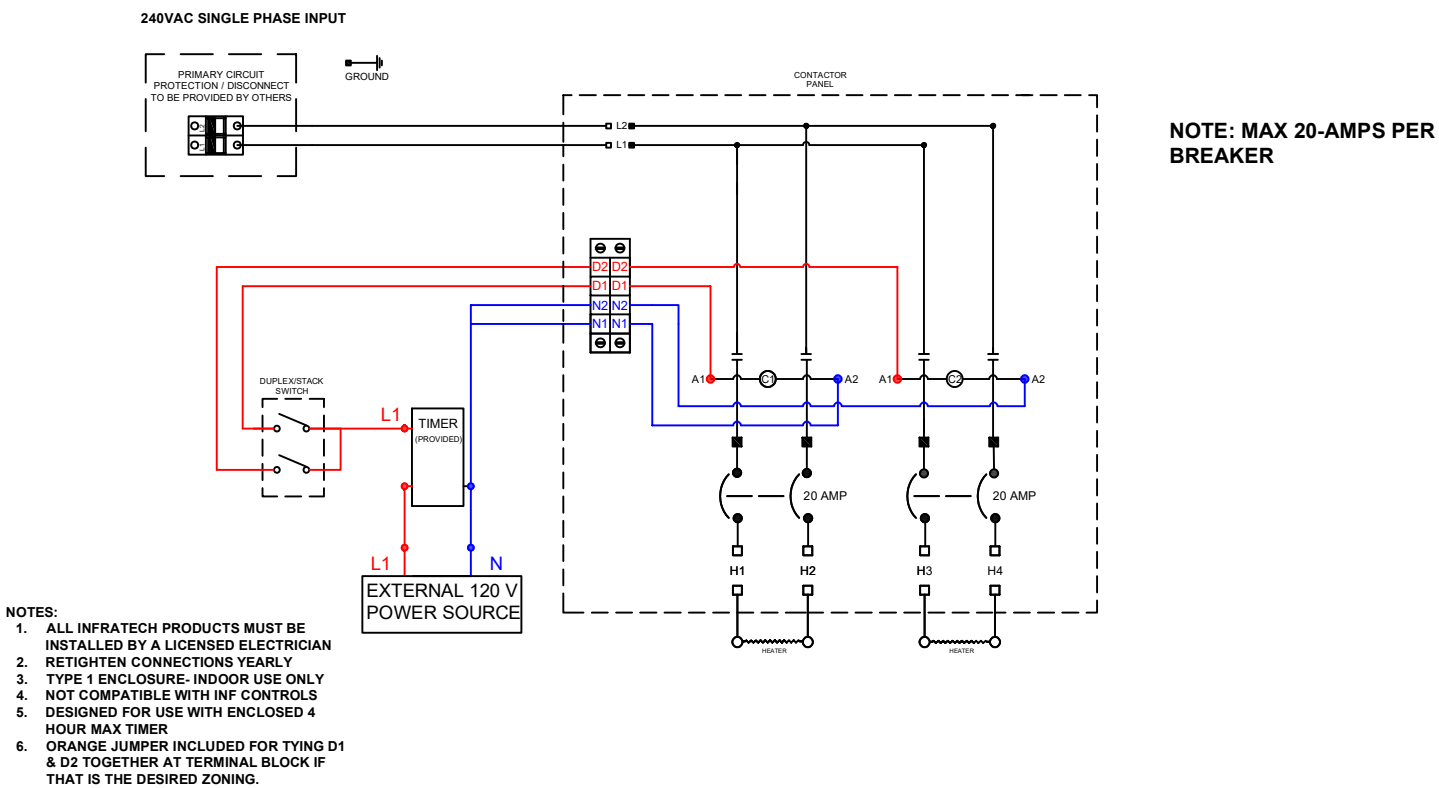 240VAC SINGLE PHASE INPUT
PRIMARY CIRCUIT
PROTECTION / DISCONNECT
TO BE PROVIDED BY OTHERS
GROUND
L2
L1
CONTACTOR
PANEL
L2
L1
NOTE: MAX 20-AMPS PER
BREAKER
D2 D2
D1 D1
N2 N2
N1 N1
A1 C1 A2
A1 C2 A2
DUPLEX/STACK
SWITCH
L1
TIMER
(PROVIDED)
20 AMP
20 AMP
L1 N
EXTERNAL 120 V
POWER SOURCE
H1 H2 H3 H4
HEATER
HEATER
NOTES:
1. ALL INFRATECH PRODUCTS MUST BE
INSTALLED BY A LICENSED ELECTRICIAN
2. RETIGHTEN CONNECTIONS YEARLY
3. TYPE 1 ENCLOSURE- INDOOR USE ONLY
4. NOT COMPATIBLE WITH INF CONTROLS
5. DESIGNED FOR USE WITH ENCLOSED 4
HOUR MAX TIMER
6. ORANGE JUMPER INCLUDED FOR TYING D1
& D2 TOGETHER AT TERMINAL BLOCK IF
THAT IS THE DESIRED ZONING.